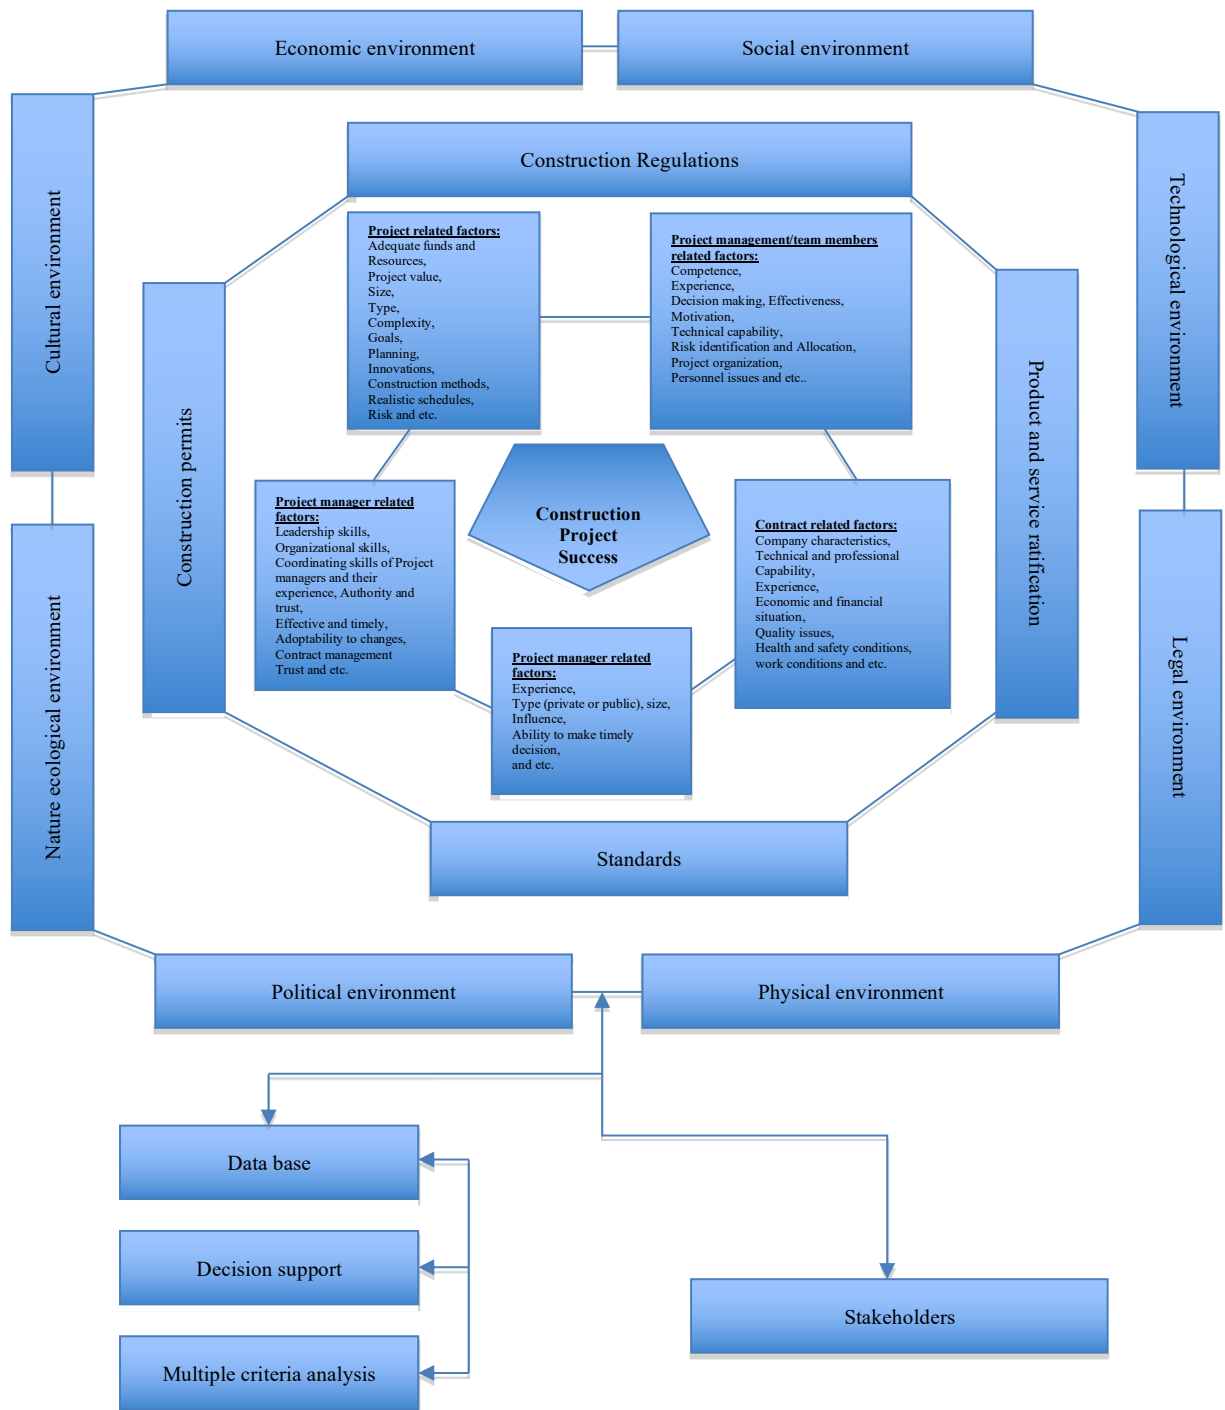 Economic environment
Social environment
Cultural environment
Technological environment
Construction Regulations
Construction permits
Product and service ratification
Project related factors:
Adequate funds and
Resources,
Project value,
Size,
Type,
Complexity,
Goals,
Planning,
Innovations,
Construction methods,
Realistic schedules,
Risk and etc.
Project management/team members
related factors:
Competence,
Experience,
Decision making, Effectiveness,
Motivation,
Technical capability,
Risk identification and Allocation,
Project organization,
Personnel issues and etc..
Project manager related
factors:
Leadership skills,
Organizational skills,
Coordinating skills of Project
managers and their
experience, Authority and
trust,
Effective and timely,
Adoptability to changes,
Contract management
Trust and etc.
Construction
Project
Success
Contract related factors:
Company characteristics,
Technical and professional
Capability,
Experience,
Economic and financial
situation,
Quality issues,
Health and safety conditions,
work conditions and etc.
Project manager related
factors:
Experience,
Type (private or public), size,
Influence,
Ability to make timely
decision,
and etc.
Nature ecological environment
Legal environment
Standards
Political environment
Physical environment
Data base
Decision support
Stakeholders
Multiple criteria analysis